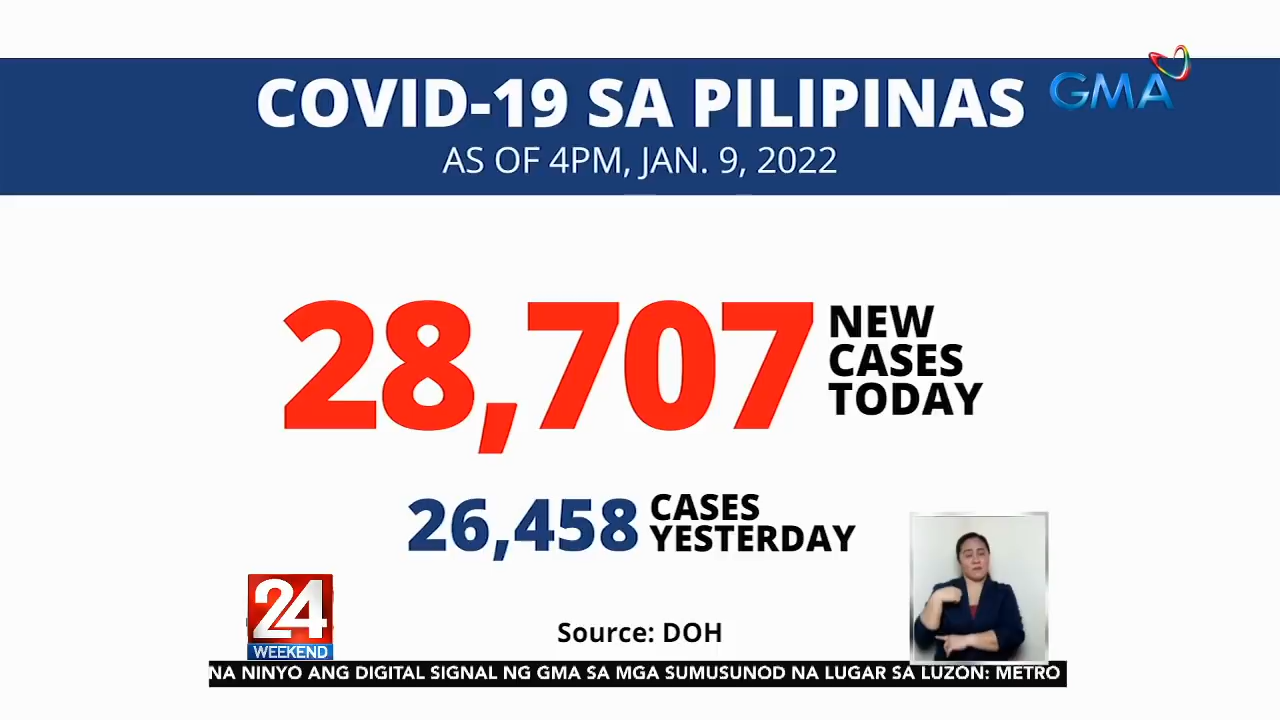 COVID-19 SA PILIPINAS
GMA
AS OF 4PM, JAN. 9, 2022
28,707
NEW
CASES
TODAY
26,458
CASES
YESTERDAY
24
WEEKEND
Source: DOH
NA NINYO ANG DIGITAL SIGNAL NG GMA SA MGA SUMUSUNOD NA LUGAR SA LUZON: METRO